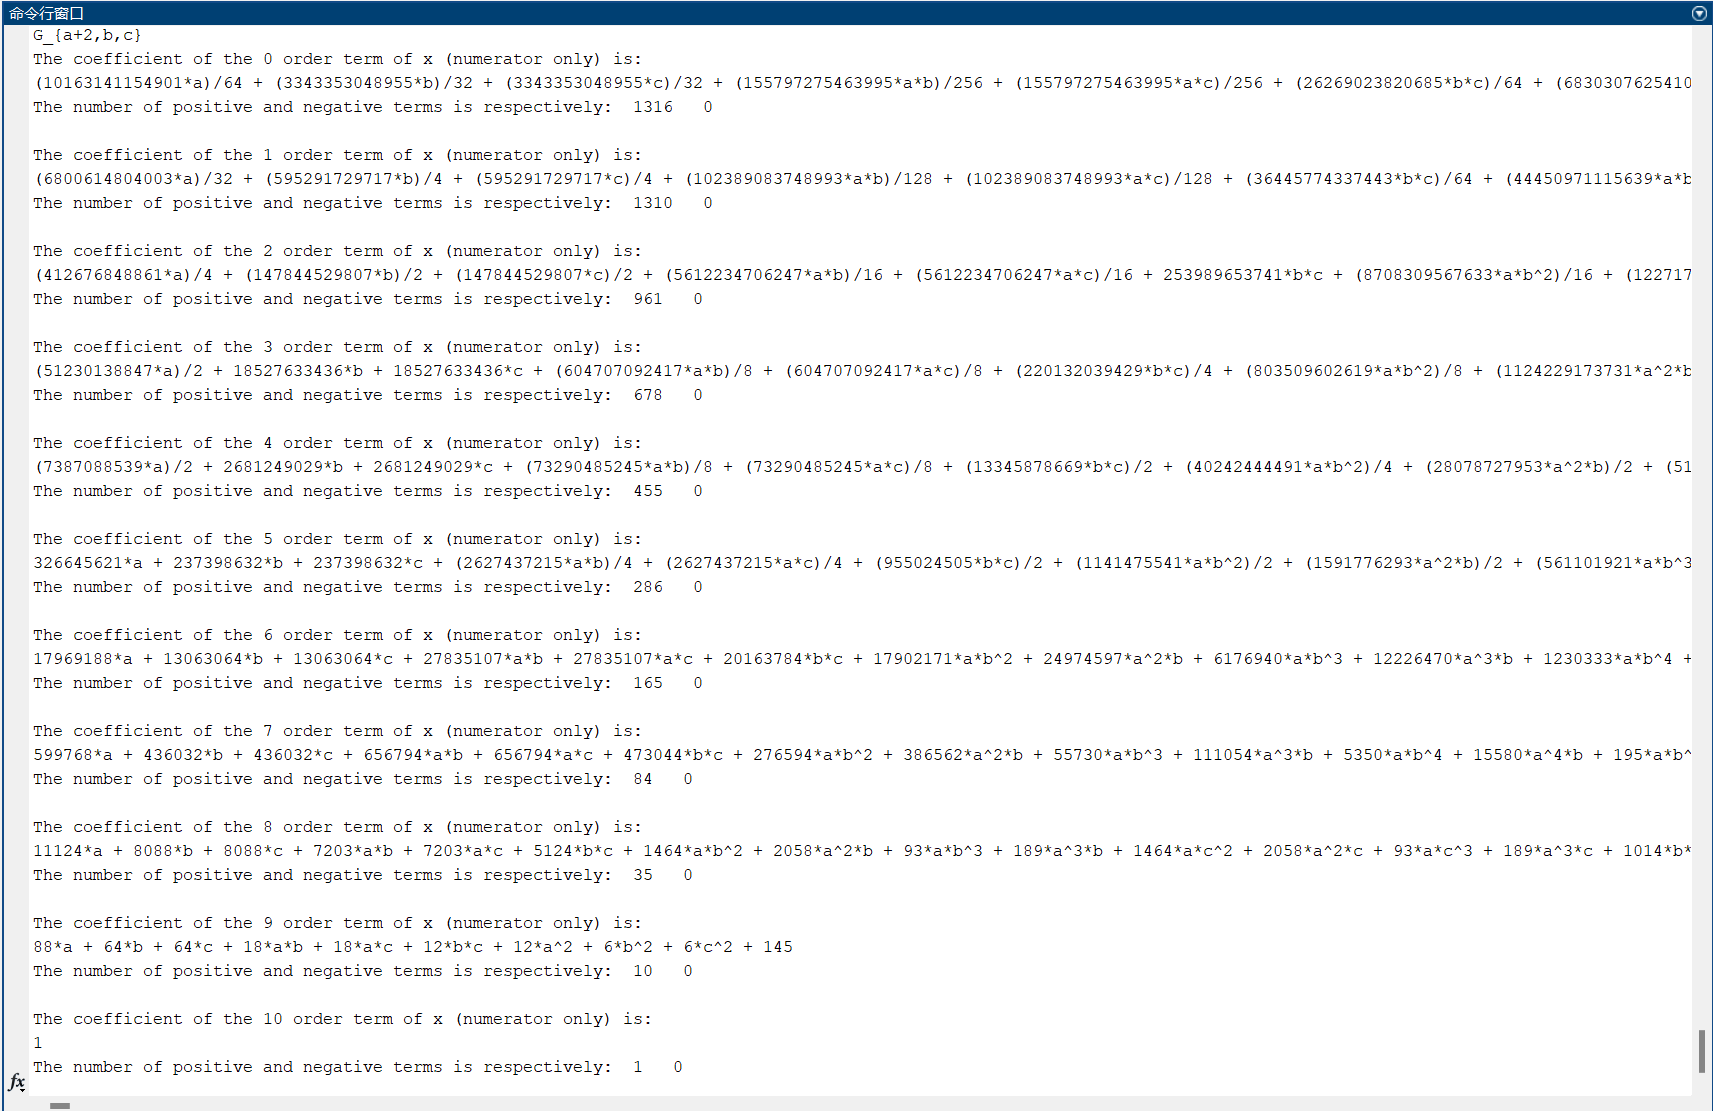 命令行窗口
G_{a+2,b,c}
The coefficient of the 0 order term of x (numerator only) is:
(10163141154901*a)/64 + (3343353048955*b)/32 + (3343353048955*c)/32 + (155797275463995*a*b)/256 + (155797275463995*a*c)/256 + (26269023820685*b*c)/64 + (6830307625410
The number of positive and negative terms is respectively:  1316   0
The coefficient of the 1 order term of x (numerator only) is:
(6800614804003*a)/32 + (595291729717*b)/4 + (595291729717*c)/4 + (102389083748993*a*b)/128 + (102389083748993*a*c)/128 + (36445774337443*b*c)/64 + (44450971115639*a*b
The number of positive and negative terms is respectively:  1310   0
The coefficient of the 2 order term of x (numerator only) is:
(412676848861*a)/4 + (147844529807*b)/2 + (147844529807*c)/2 + (5612234706247*a*b)/16 + (5612234706247*a*c)/16 + 253989653741*b*c + (8708309567633*a*b^2)/16 + (122717
The number of positive and negative terms is respectively:  961   0
The coefficient of the 3 order term of x (numerator only) is:
(51230138847*a)/2 + 18527633436*b + 18527633436*c + (604707092417*a*b)/8 + (604707092417*a*c)/8 + (220132039429*b*c)/4 + (803509602619*a*b^2)/8 + (1124229173731*a^2*b
The number of positive and negative terms is respectively:  678   0
The coefficient of the 4 order term of x (numerator only) is:
(7387088539*a)/2 + 2681249029*b + 2681249029*c + (73290485245*a*b)/8 + (73290485245*a*c)/8 + (13345878669*b*c)/2 + (40242444491*a*b^2)/4 + (28078727953*a^2*b)/2 + (51
The number of positive and negative terms is respectively:  455   0
The coefficient of the 5 order term of x (numerator only) is:
326645621*a + 237398632*b + 237398632*c + (2627437215*a*b)/4 + (2627437215*a*c)/4 + (955024505*b*c)/2 + (1141475541*a*b^2)/2 + (1591776293*a^2*b)/2 + (561101921*a*b^3
The number of positive and negative terms is respectively:  286   0
The coefficient of the 6 order term of x (numerator only) is:
17969188*a + 13063064*b + 13063064*c + 27835107*a*b + 27835107*a*c + 20163784*b*c + 17902171*a*b^2 + 24974597*a^2*b + 6176940*a*b^3 + 12226470*a^3*b + 1230333*a*b^4 +
The number of positive and negative terms is respectively:  165   0
The coefficient of the 7 order term of x (numerator only) is:
599768*a + 436032*b + 436032*c + 656794*a*b + 656794*a*c + 473044*b*c + 276594*a*b^2 + 386562*a^2*b + 55730*a*b^3 + 111054*a^3*b + 5350*a*b^4 + 15580*a^4*b + 195*a*b^
The number of positive and negative terms is respectively:  84   0
The coefficient of the 8 order term of x (numerator only) is:
11124*a + 8088*b + 8088*c + 7203*a*b + 7203*a*c + 5124*b*c + 1464*a*b^2 + 2058*a^2*b + 93*a*b^3 + 189*a^3*b + 1464*a*c^2 + 2058*a^2*c + 93*a*c^3 + 189*a^3*c + 1014*b*
The number of positive and negative terms is respectively:  35   0
The coefficient of the 9 order term of x (numerator only) is:
88*a + 64*b + 64*c + 18*a*b + 18*a*c + 12*b*c + 12*a^2 + 6*b^2 + 6*c^2 + 145
The number of positive and negative terms is respectively:  10   0
The coefficient of the 10 order term of x (numerator only) is:
1
The number of positive and negative terms is respectively:  1   0
fx